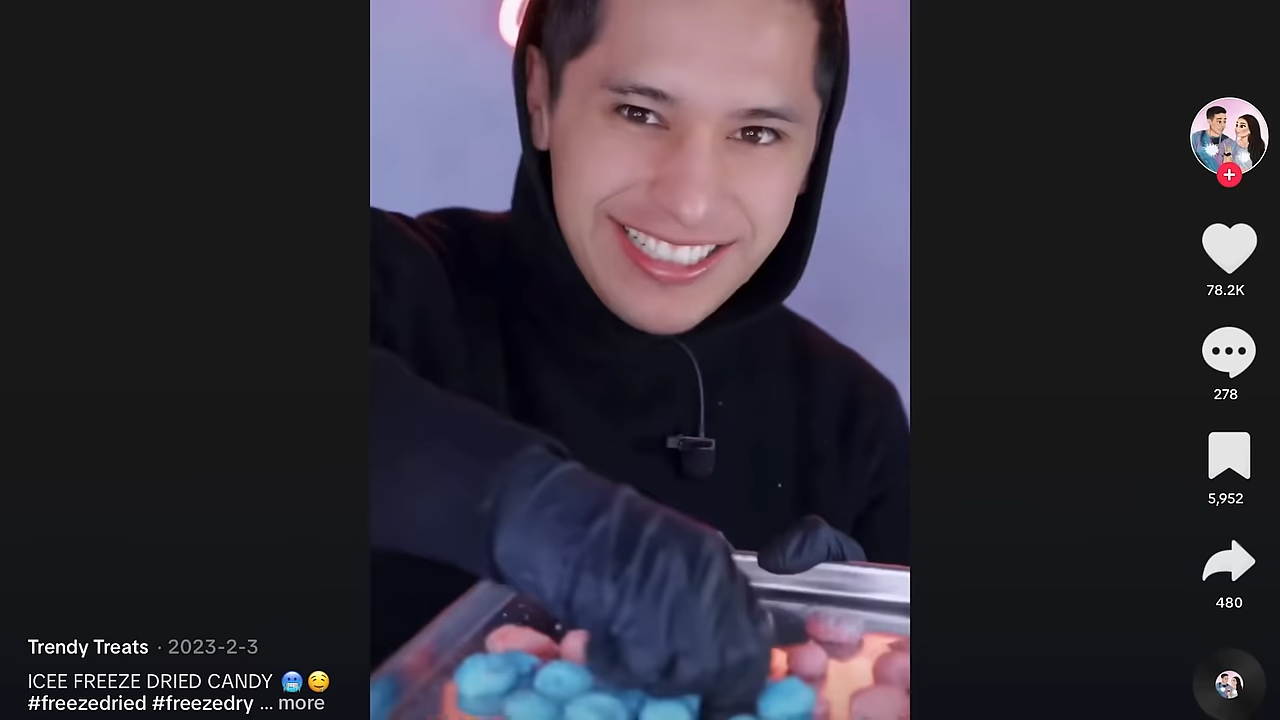 78.2K
278
5,952
480
Trendy Treats · 2023-2-3
ICEE FREEZE DRIED CANDY 🥶🤤
#freezedried #freezedry ... more